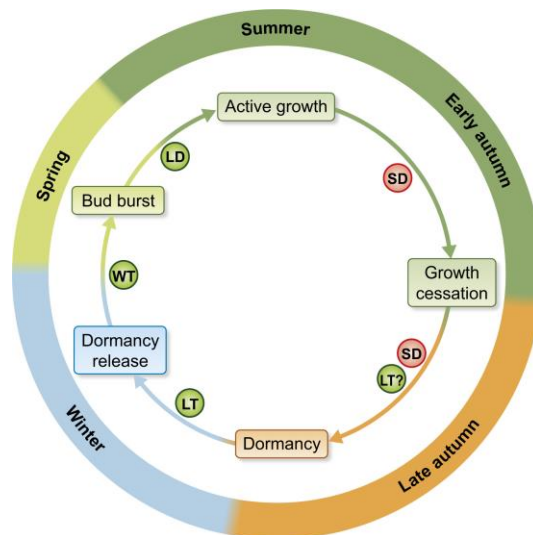 Summer
Early autumn
Late autumn
Winter
Spring
Active growth
SD
Growth
cessation
SD
LT?
Dormancy
LT
Dormancy
release
WT
Bud burst
LD